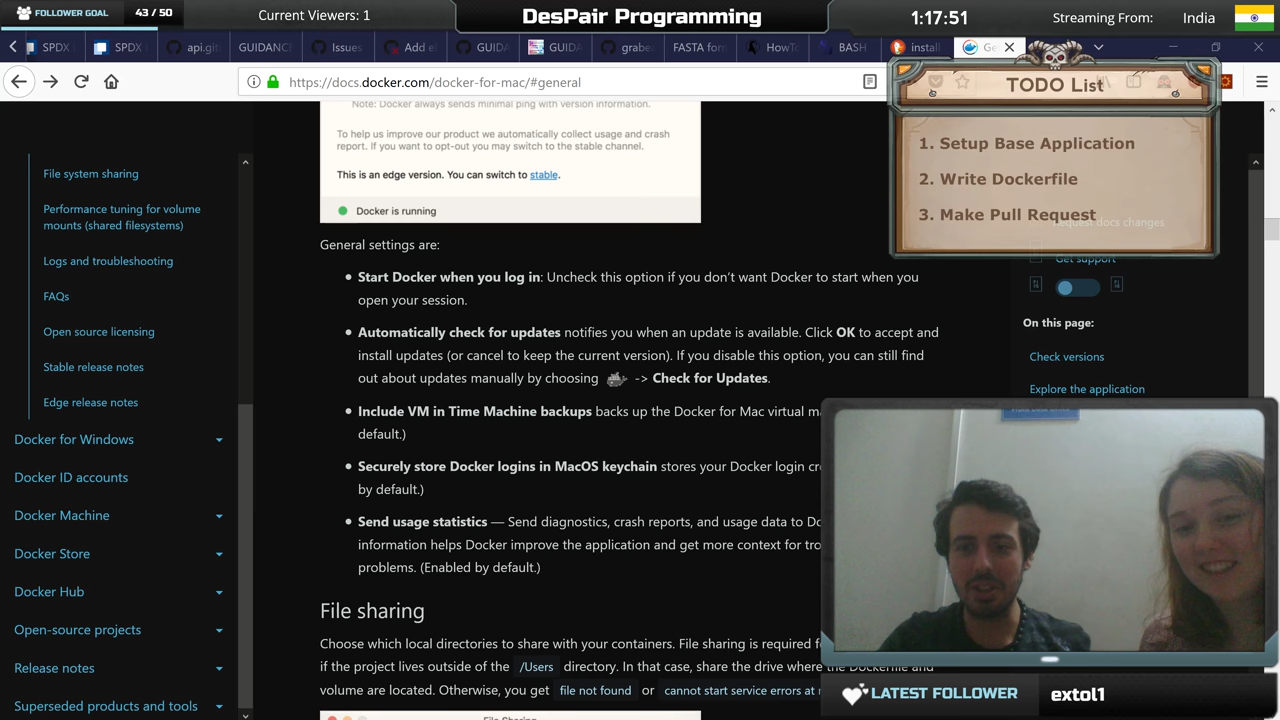 FOLLOWER GOAL
43 / 50
Current Viewers: 1
DesPair Programming
1:17:51
Streaming From:
India
SPDX
SPDX
api.git
GUIDANC
Issues
Add e
GUIDA
GUIDA
grabe
FASTA for
HowTo
BASH
install
Ge
https://docs.docker.com/docker-for-mac/#general
TODO List
1. Setup Base Application
2. Write Dockerfile
3. Make Pull Request
Request docs changes
Get support
On this page:
Check versions
Explore the application
File system sharing
Performance tuning for volume
mounts (shared filesystems)
Logs and troubleshooting
FAQs
Open source licensing
Stable release notes
Edge release notes
Docker for Windows
Docker ID accounts
Docker Machine
Docker Store
Docker Hub
Open-source projects
Release notes
Superseded products and tools
Note: Docker always sends minimal ping with version information.
To help us improve our product we automatically collect usage and crash
report. If you want to opt-out you may switch to the stable channel.
This is an edge version. You can switch to stable.
Docker is running
General settings are:
Start Docker when you log in: Uncheck this option if you don’t want Docker to start when you
open your session.
Automatically check for updates notifies you when an update is available. Click OK to accept and
install updates (or cancel to keep the current version). If you disable this option, you can still find
out about updates manually by choosing -> Check for Updates.
Include VM in Time Machine backups backs up the Docker for Mac virtual ma
default.)
Securely store Docker logins in MacOS keychain stores your Docker login cre
by default.)
Send usage statistics — Send diagnostics, crash reports, and usage data to Do
information helps Docker improve the application and get more context for tro
problems. (Enabled by default.)
File sharing
Choose which local directories to share with your containers. File sharing is required f
if the project lives outside of the /Users directory. In that case, share the drive where the Dockerfile and
volume are located. Otherwise, you get file not found or cannot start service errors at r
File Sharing
LATEST FOLLOWER
extol1